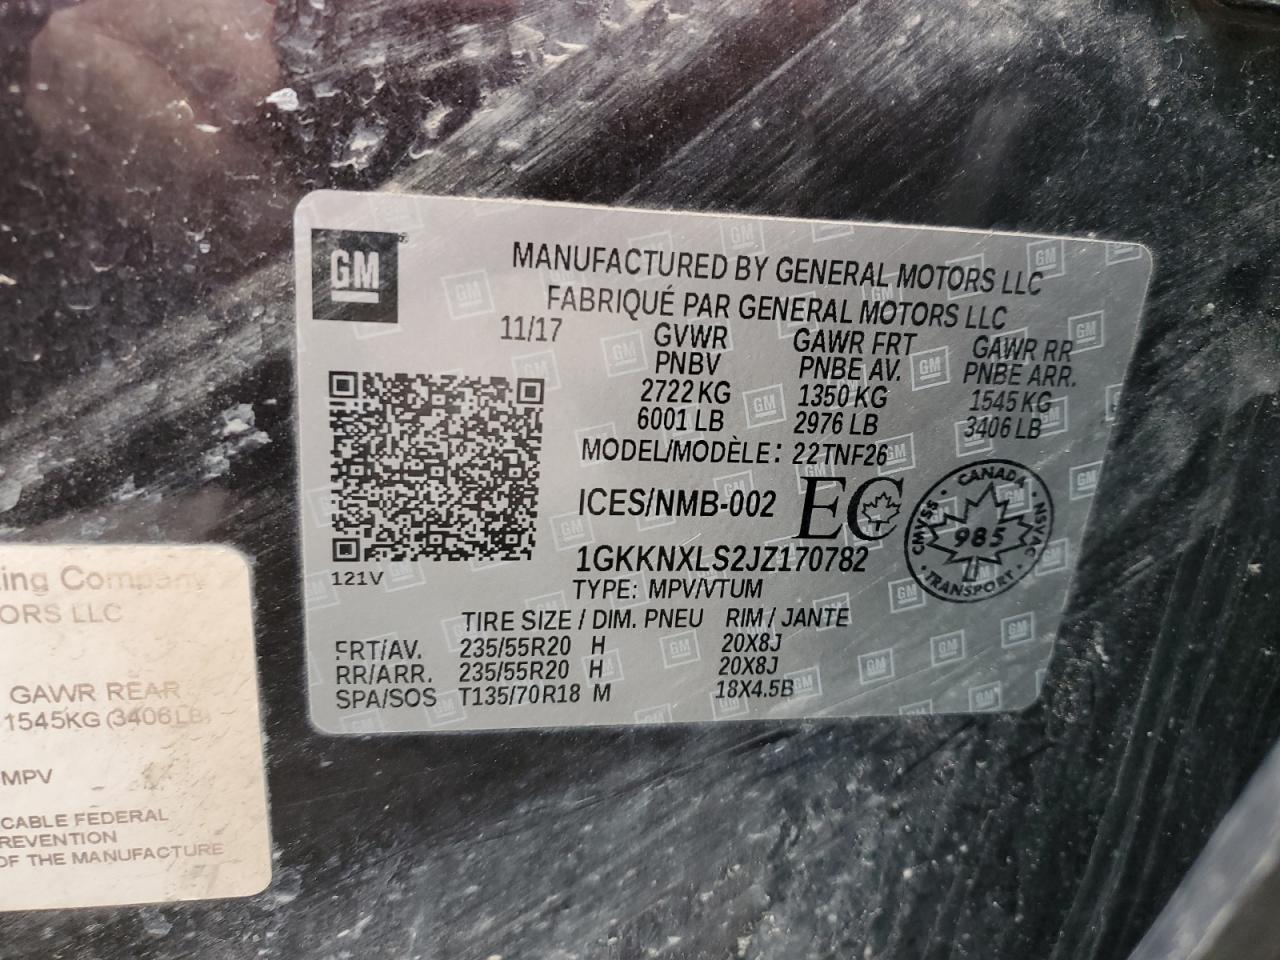 GM
MANUFACTURED BY GENERAL MOTORS LLC
FABRIQUÉ PAR GENERAL MOTORS LLC
11/17 GVWR GAWR FRT GAWR RR
PNBV PNBE AV. PNBE ARR.
2722 KG 1350 KG 1545 KG
6001 LB 2976 LB 3406 LB
MODEL/MODÈLE: 22TNF26
ICES/NMB-002 EC
CANADA
CMVSS 985 NSVAC
TRANSPORT
121V
1GKKNXLS2JZ170782
TYPE: MPV/VTUM
TIRE SIZE / DIM. PNEU RIM / JANTE
FRT/AV. 235/55R20 H 20X8J
RR/ARR. 235/55R20 H 20X8J
SPA/SOS T135/70R18 M 18X4.5B
Company
ORS LLC
GAWR REAR
1545KG (3406LB)
MPV
CABLE FEDERAL
REVENTION
OF THE MANUFACTURE